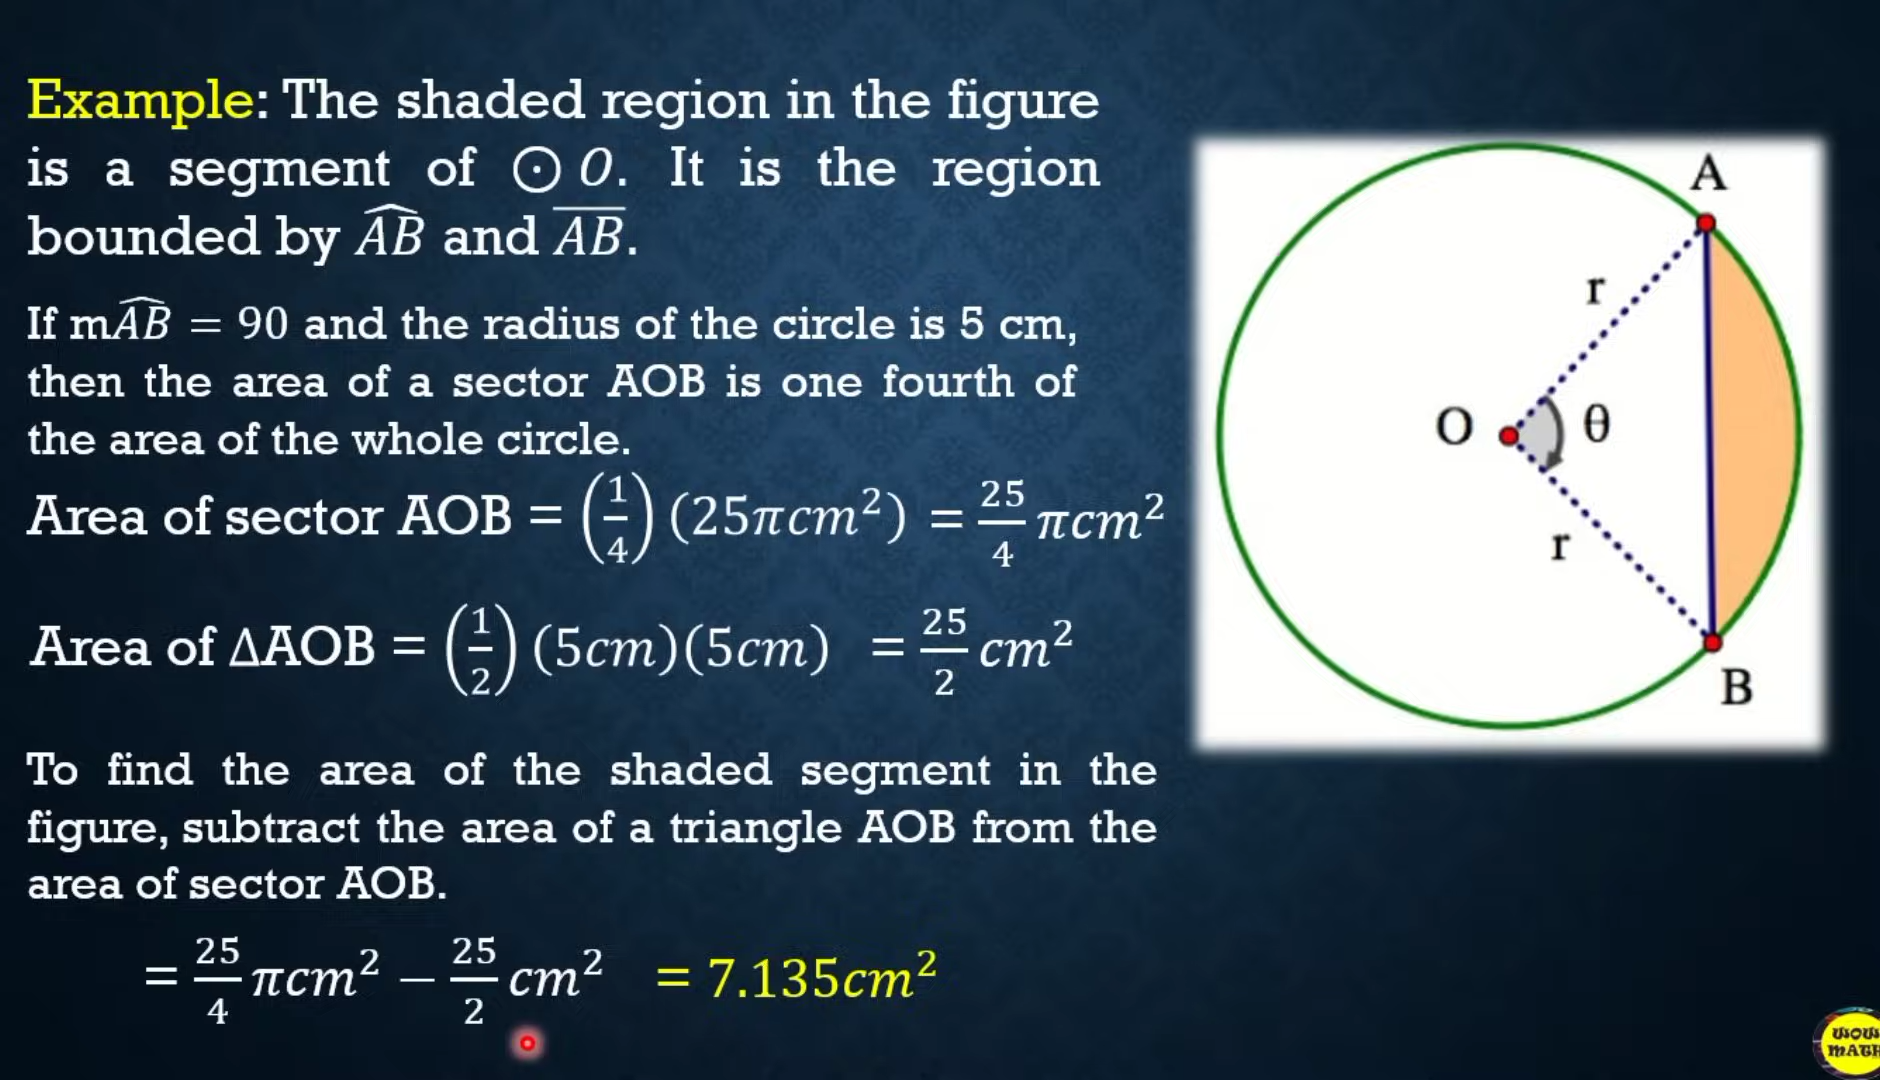 Example: The shaded region in the figure
is a segment of ⊙ O. It is the region
bounded by A͡B and A̅B̅.
If mA͡B = 90 and the radius of the circle is 5 cm,
then the area of a sector AOB is one fourth of
the area of the whole circle.
Area of sector AOB = (1/4) (25πcm²) = 25/4 πcm²
Area of ΔAOB = (1/2) (5cm)(5cm) = 25/2 cm²
To find the area of the shaded segment in the
figure, subtract the area of a triangle AOB from the
area of sector AOB.
= 25/4 πcm² − 25/2 cm² = 7.135cm²
A
r
O
θ
r
B
WOW
MATH